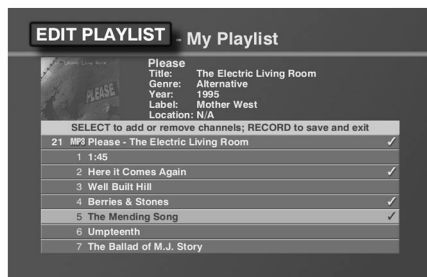 EDIT PLAYLIST - My Playlist
PLEASE
Please
Title: The Electric Living Room
Genre: Alternative
Year: 1995
Label: Mother West
Location: N/A
SELECT to add or remove channels; RECORD to save and exit
21 MP3 Please - The Electric Living Room ✓
1 1:45
2 Here it Comes Again ✓
3 Well Built Hill
4 Berries & Stones ✓
5 The Mending Song ✓
6 Umpteenth
7 The Ballad of M.J. Story